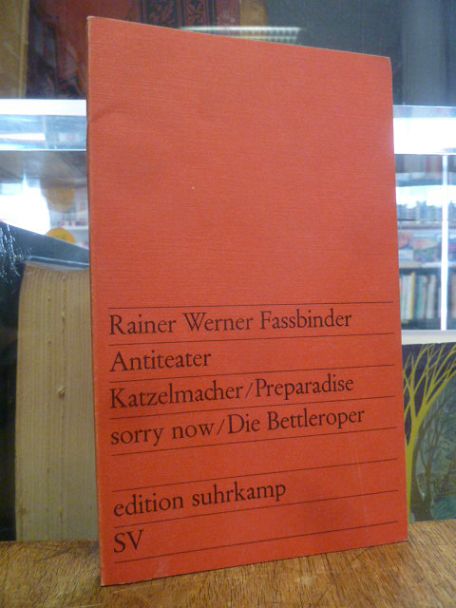 Rainer Werner Fassbinder
Antiteater
Katzelmacher/Preparadise
sorry now/Die Bettleroper
edition suhrkamp
SV